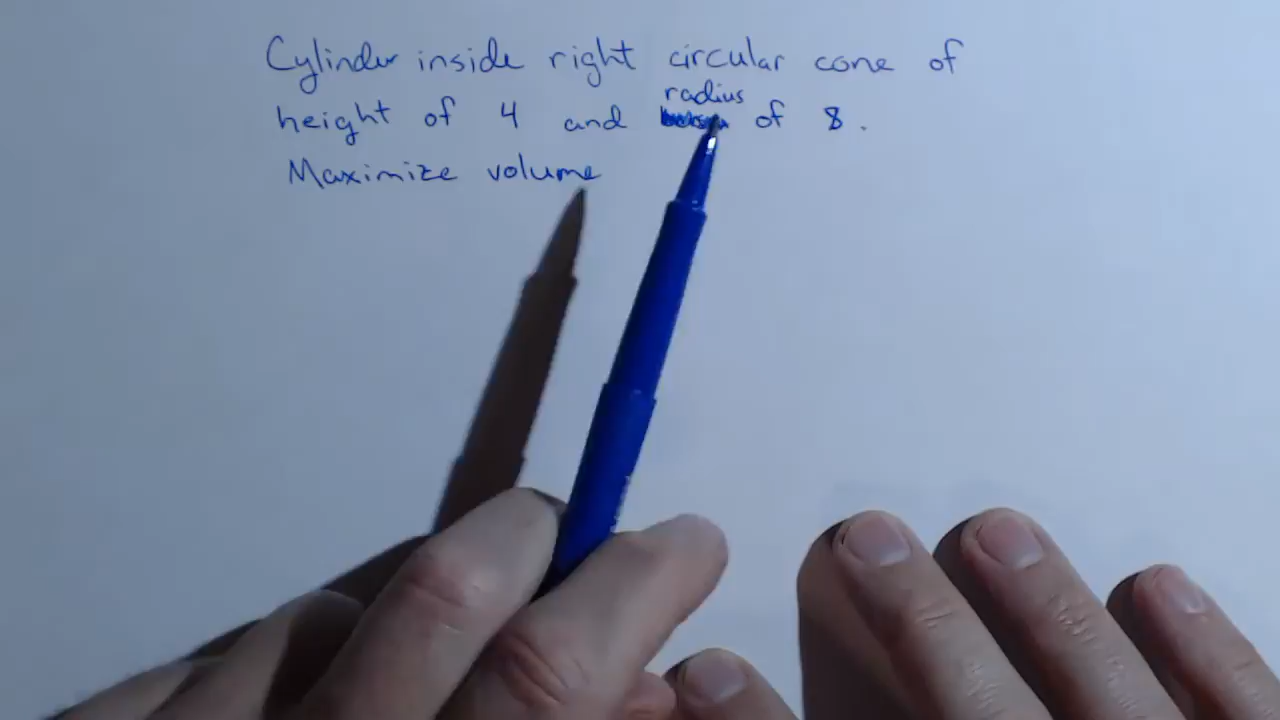 Cylinder inside right circular cone of
height of 4 and radius of 8.
Maximize volume